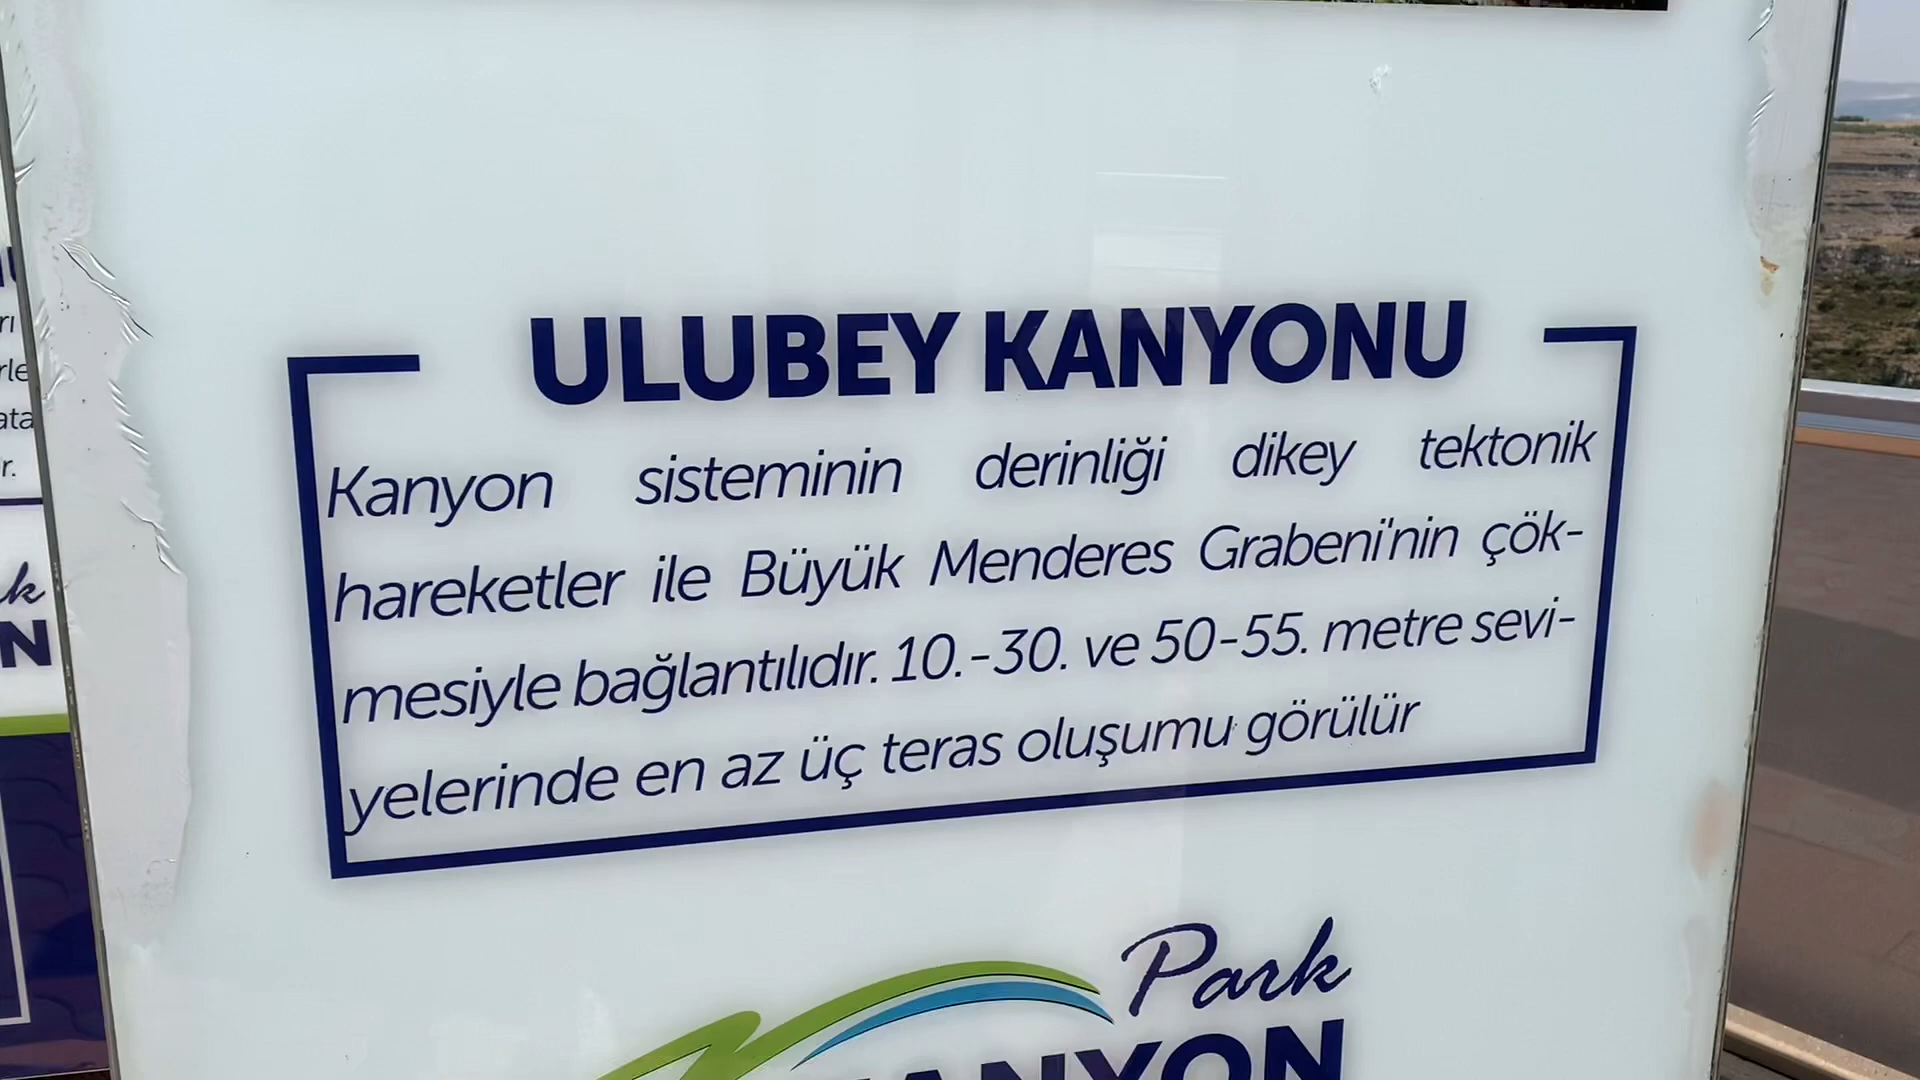 ULUBEY KANYONU
Kanyon sisteminin derinliği dikey tektonik
hareketler ile Büyük Menderes Grabeni'nin çök-
mesiyle bağlantılıdır. 10.-30. ve 50-55. metre sevi-
yelerinde en az üç teras oluşumu görülür
Park
KANYON